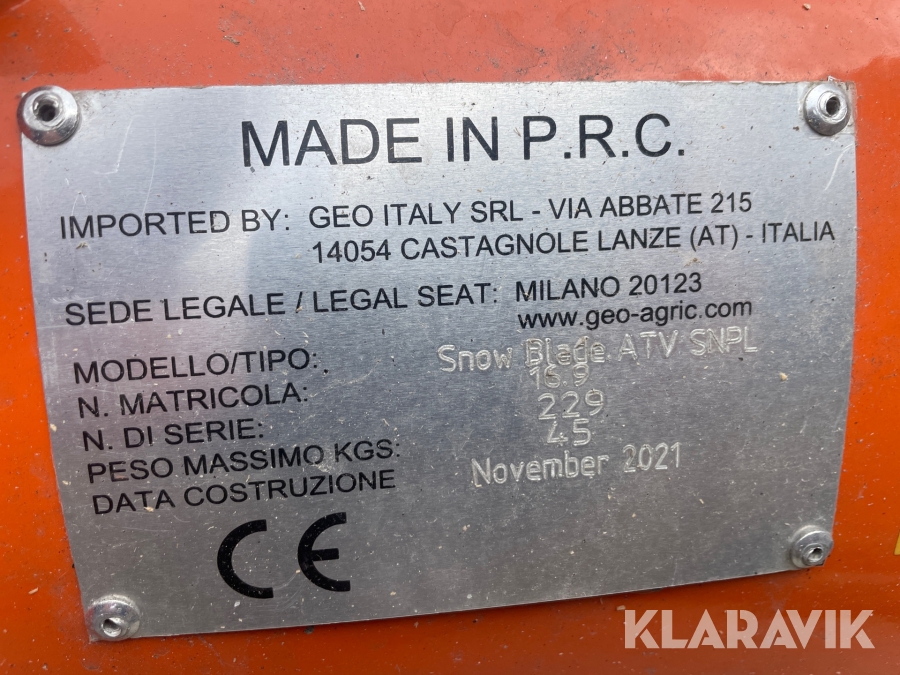 MADE IN P.R.C.
IMPORTED BY: GEO ITALY SRL - VIA ABBATE 215
14054 CASTAGNOLE LANZE (AT) - ITALIA
SEDE LEGALE / LEGAL SEAT: MILANO 20123
www.geo-agric.com
MODELLO/TIPO: Snow Blade ATV SNPL
N. MATRICOLA: 16.9
N. DI SERIE: 229
PESO MASSIMO KGS: 45
DATA COSTRUZIONE November 2021
CE
KLARAVIK